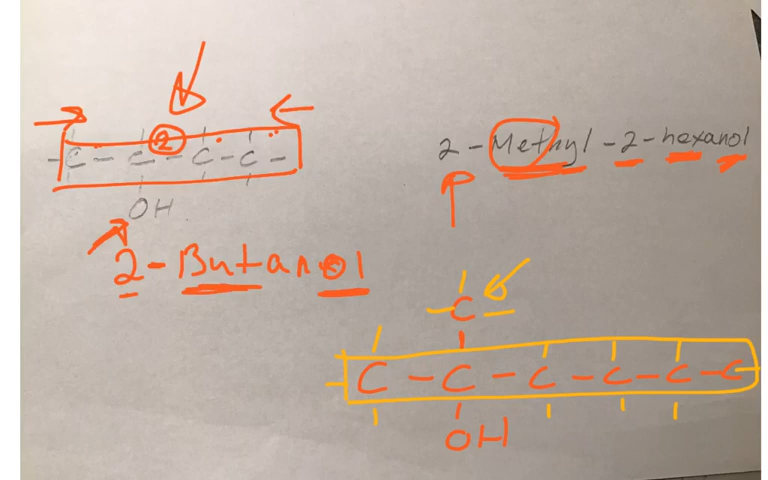 2
- C - C - C - C -
OH
2 - Butanol
2 - Methyl - 2 - hexanol
- C -
C - C - C - C - C - C
OH